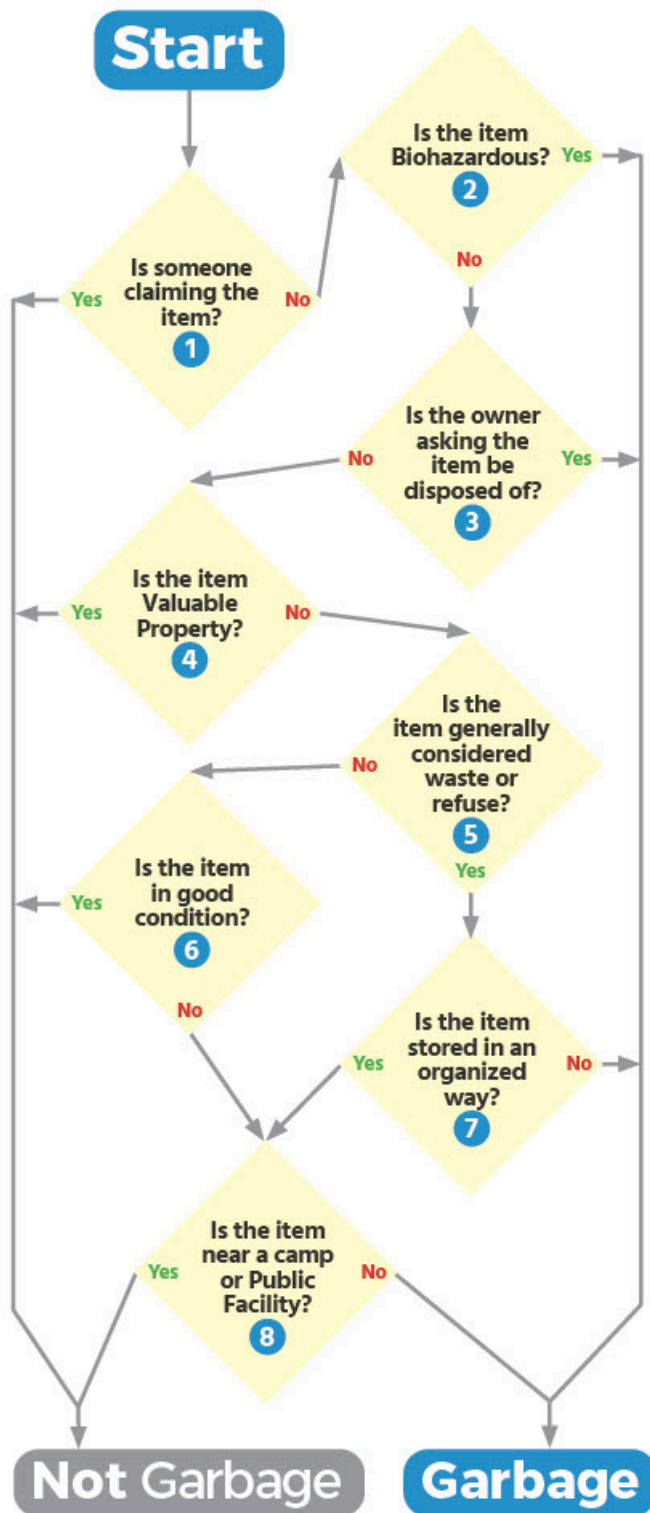 Start
Is someone
claiming the
item?
1
Yes
No
Is the item
Biohazardous?
2
Yes
No
Is the owner
asking the
item be
disposed of?
3
No
Yes
Is the item
Valuable
Property?
4
Yes
No
Is the
item generally
considered
waste or
refuse?
5
No
Yes
Is the item
in good
condition?
6
Yes
No
Is the item
stored in an
organized
way?
7
Yes
No
Is the item
near a camp
or Public
Facility?
8
Yes
No
Not Garbage
Garbage